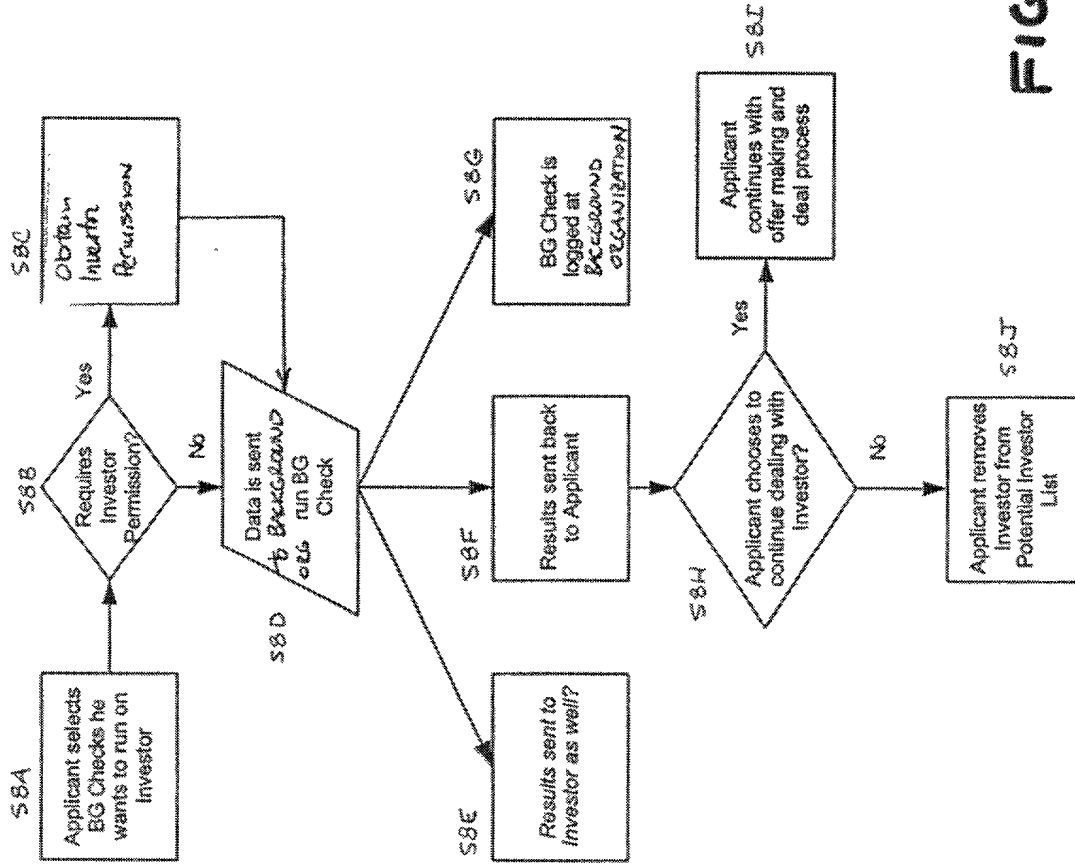 S8A
Applicant selects
BG Checks he
wants to run on
Investor
S8B
Requires
Investor
Permission?
Yes
No
S8C
Obtain
Investor
Permission
S8D
Data is sent
to BACKGROUND
ORG run BG
Check
S8E
Results sent to
Investor as well?
S8F
Results sent back
to Applicant
S8G
BG Check is
logged at
BACKGROUND
ORGANIZATION
S8H
Applicant chooses to
continue dealing with
Investor?
Yes
No
S8I
Applicant
continues with
offer making and
deal process
S8J
Applicant removes
Investor from
Potential Investor
List
FIG